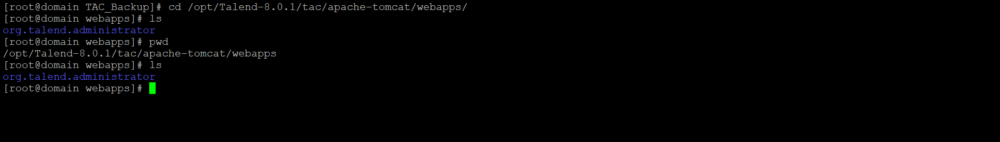 [root@domain TAC_Backup]# cd /opt/Talend-8.0.1/tac/apache-tomcat/webapps/
[root@domain webapps]# ls
org.talend.administrator
[root@domain webapps]# pwd
/opt/Talend-8.0.1/tac/apache-tomcat/webapps
[root@domain webapps]# ls
org.talend.administrator
[root@domain webapps]#